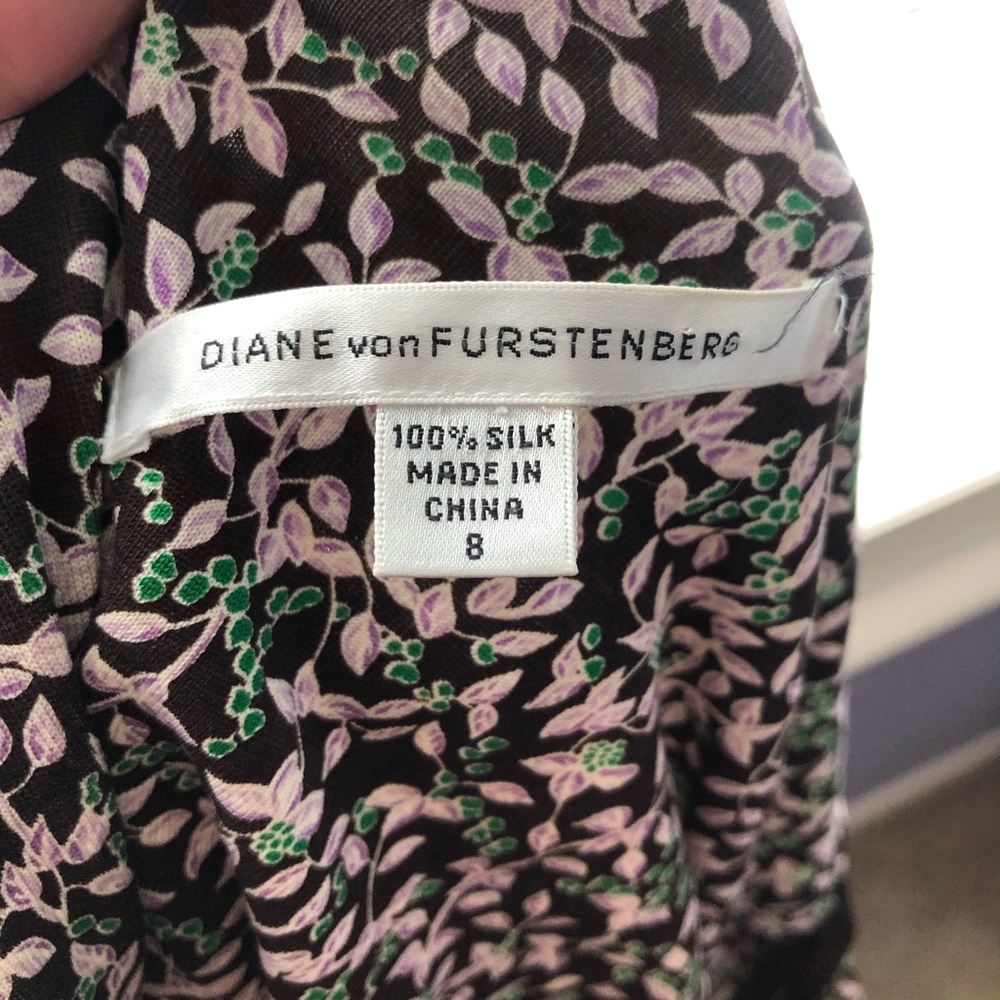 DIANE von FURSTENBERG
100% SILK
MADE IN
CHINA
8